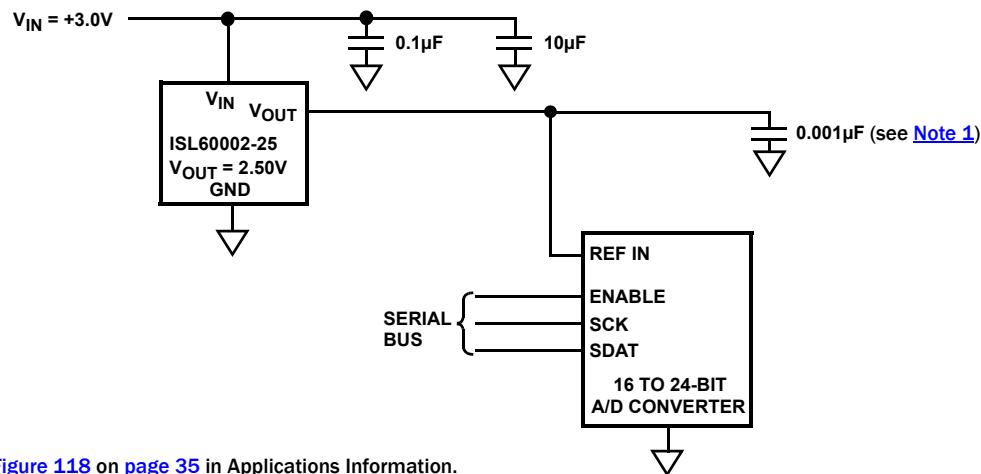 VIN = +3.0V
0.1µF
10µF
VIN
VOUT
ISL60002-25
VOUT = 2.50V
GND
0.001µF (see Note 1)
REF IN
ENABLE
SERIAL
BUS
SCK
SDAT
16 TO 24-BIT
A/D CONVERTER
igure 118 on page 35 in Applications Information.